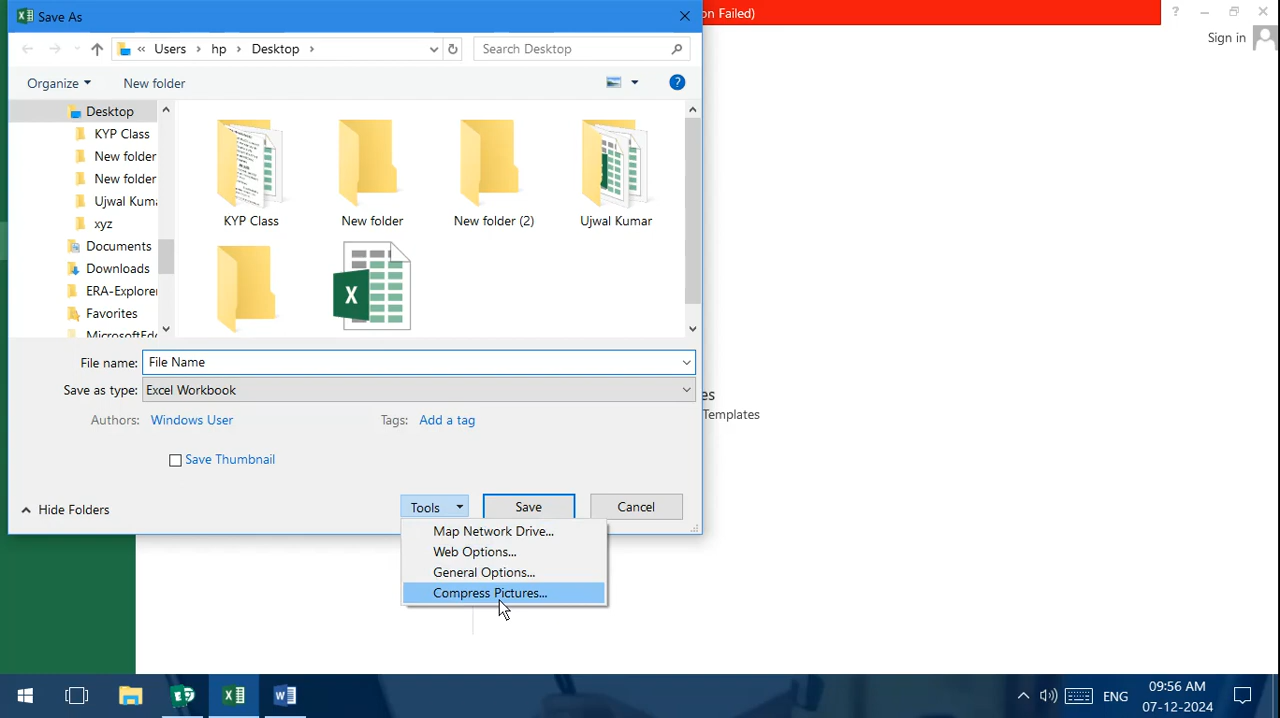 Save As
on Failed)
Sign in
« Users > hp > Desktop >
Search Desktop
Organize
New folder
Desktop
KYP Class
New folder
New folder
Ujwal Kuma
xyz
Documents
Downloads
ERA-Explorer
Favorites
MicrosoftEdg
KYP Class
New folder
New folder (2)
Ujwal Kumar
File name: File Name
Save as type: Excel Workbook
Authors: Windows User
Tags: Add a tag
Save Thumbnail
es
Templates
Hide Folders
Tools
Save
Cancel
Map Network Drive...
Web Options...
General Options...
Compress Pictures...
ENG
09:56 AM
07-12-2024